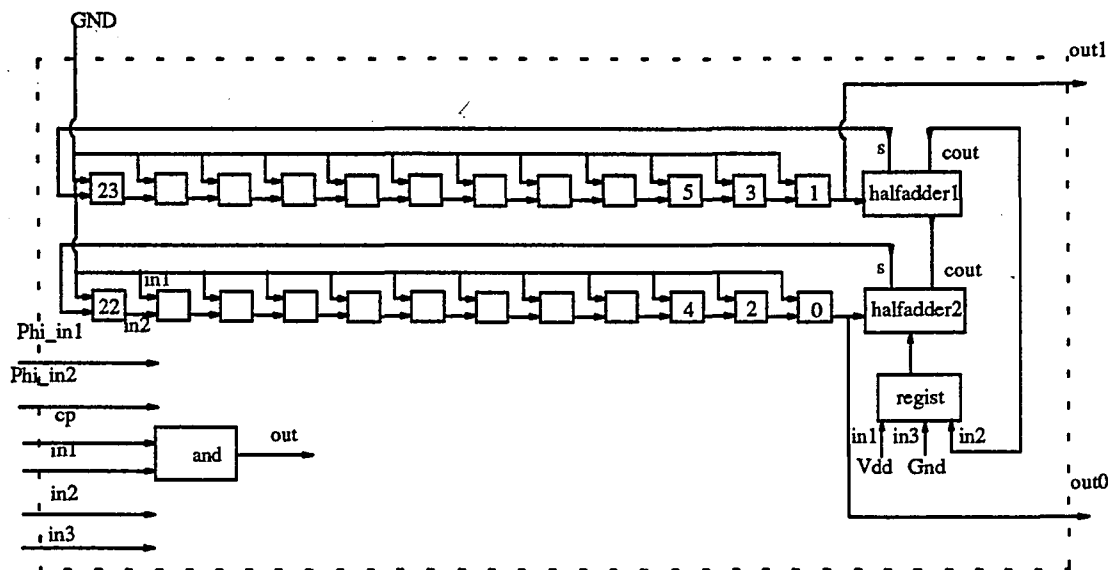 GND
out1
s
cout
23
5
3
1
halfadder1
s
cout
in1
22
in2
4
2
0
halfadder2
Phi_in1
Phi_in2
regist
cp
in1
out
and
in1
in3
in2
Vdd
Gnd
in2
out0
in3